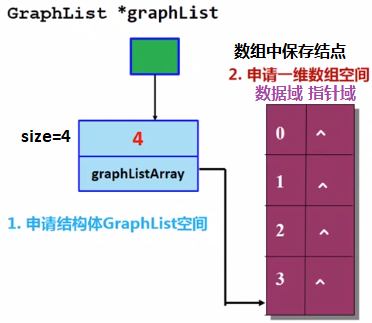 GraphList *graphList
数组中保存结点
2. 申请一维数组空间
数据域 指针域
size=4
4
graphListArray
1. 申请结构体GraphList空间
0 ^
1 ^
2 ^
3 ^